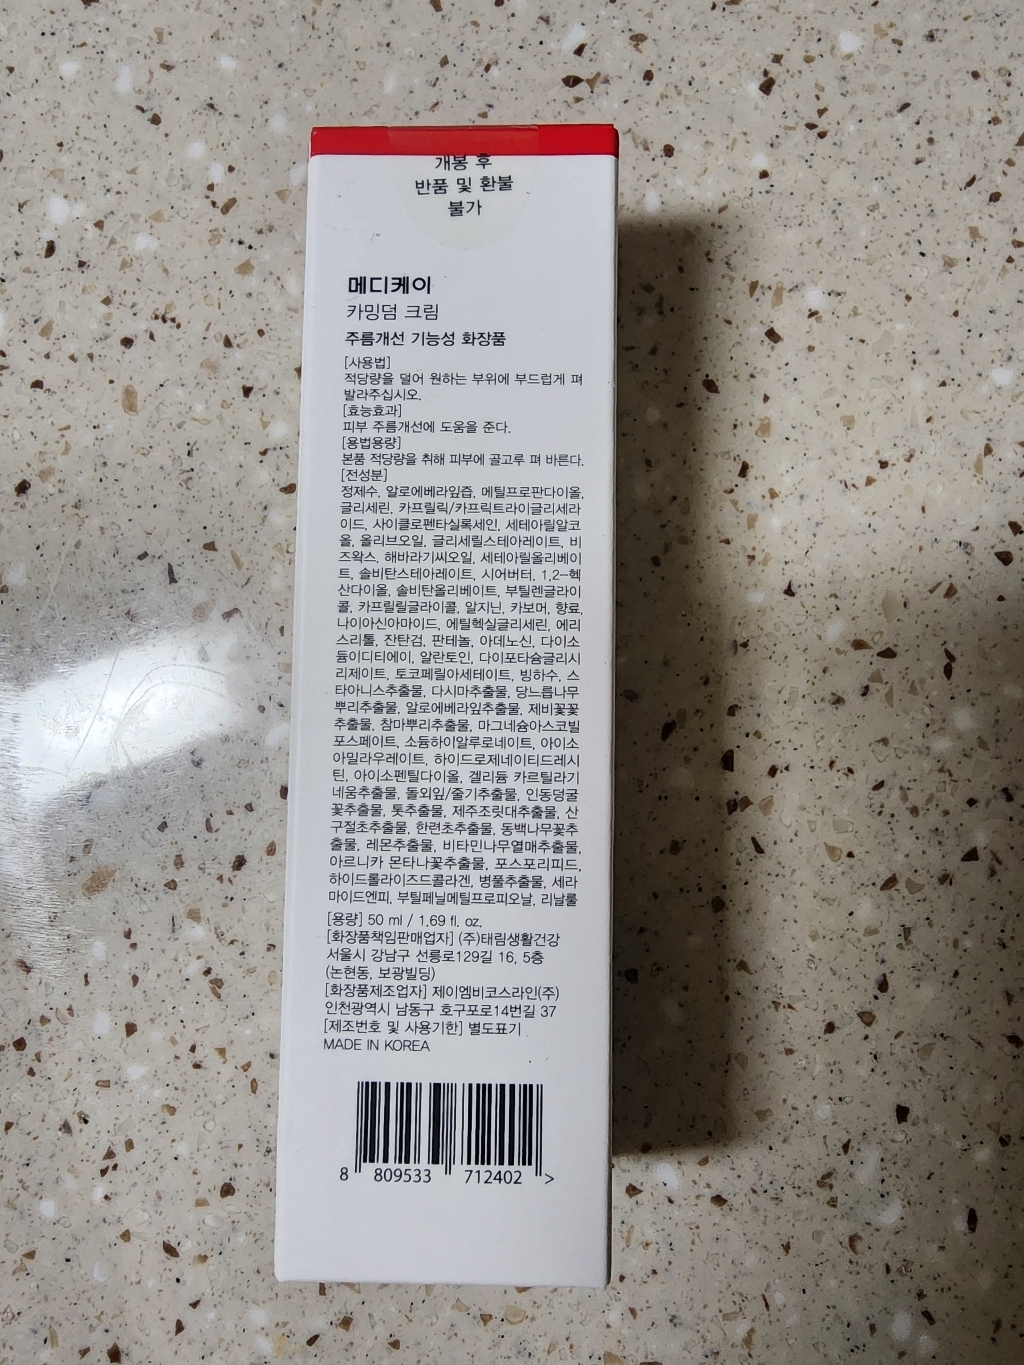 개봉 후
반품 및 환불
불가
메디케이
카밍덤 크림
주름개선 기능성 화장품
[사용법]
적당량을 덜어 원하는 부위에 부드럽게 펴
발라주십시오.
[효능효과]
피부 주름개선에 도움을 준다.
[용법용량]
본품 적당량을 취해 피부에 골고루 펴 바른다.
[전성분]
정제수, 알로에베라잎즙, 메틸프로판다이올,
글리세린, 카프릴릭/카프릭트라이글리세라
이드, 사이클로펜타실록세인, 세테아릴알코
올, 올리브오일, 글리세릴스테아레이트, 비
즈왁스, 해바라기씨오일, 세테아릴올리베이
트, 솔비탄스테아레이트, 시어버터, 1,2-헥
산다이올, 솔비탄올리베이트, 부틸렌글라이
콜, 카프릴릴글라이콜, 알지닌, 카보머, 향료,
나이아신아마이드, 에틸헥실글리세린, 에리
스리톨, 잔탄검, 판테놀, 아데노신, 다이소
듐이디티에이, 알란토인, 다이포타슘글리시
리제이트, 토코페릴아세테이트, 빙하수, 스
타아니스추출물, 다시마추출물, 당느릅나무
뿌리추출물, 알로에베라잎추출물, 제비꽃꽃
추출물, 참마뿌리추출물, 마그네슘아스코빌
포스페이트, 소듐하이알루로네이트, 아이소
아밀라우레이트, 하이드로제네이티드레시
틴, 아이소펜틸다이올, 겔리듐 카르틸라기
네움추출물, 돌외잎/줄기추출물, 인동덩굴
꽃추출물, 톳추출물, 제주조릿대추출물, 산
구절초추출물, 한련초추출물, 동백나무꽃추
출물, 레몬추출물, 비타민나무열매추출물,
아르니카 몬타나꽃추출물, 포스포리피드,
하이드롤라이즈드콜라겐, 병풀추출물, 세라
마이드엔피, 부틸페닐메틸프로피오날, 리날룰
[용량] 50 ml / 1.69 fl. oz.
[화장품책임판매업자] (주)태림생활건강
서울시 강남구 선릉로129길 16, 5층
(논현동, 보광빌딩)
[화장품제조업자] 제이엠비코스라인(주)
인천광역시 남동구 호구포로14번길 37
[제조번호 및 사용기한] 별도표기
MADE IN KOREA
8 809533 712402 >